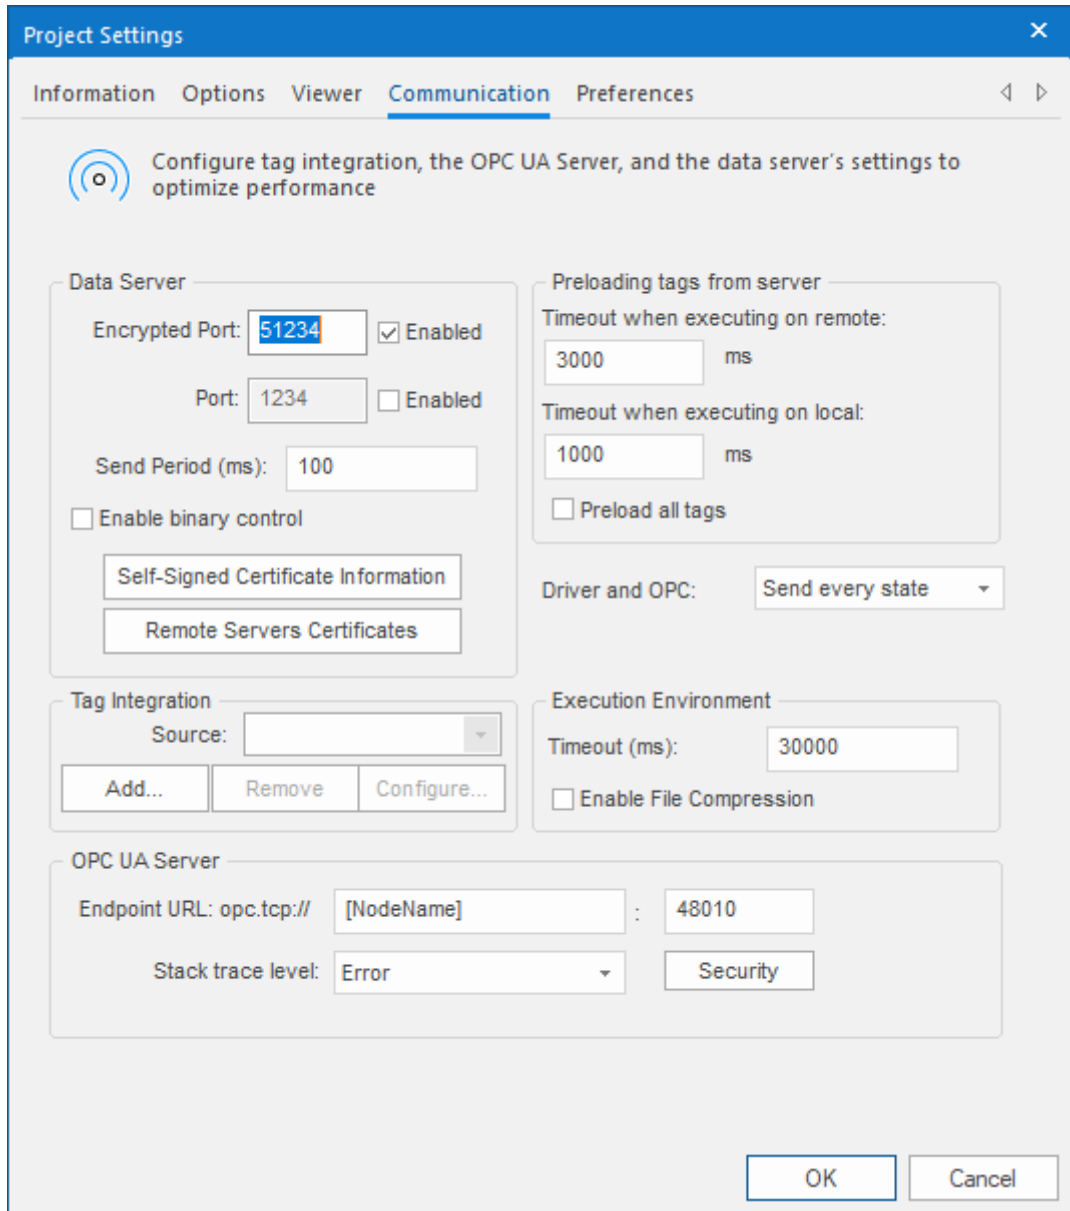 Project Settings
Information Options Viewer Communication Preferences
Configure tag integration, the OPC UA Server, and the data server's settings to
optimize performance
Data Server
Encrypted Port: 51234 Enabled
Port: 1234 Enabled
Send Period (ms): 100
Enable binary control
Self-Signed Certificate Information
Remote Servers Certificates
Preloading tags from server
Timeout when executing on remote:
3000 ms
Timeout when executing on local:
1000 ms
Preload all tags
Driver and OPC: Send every state
Tag Integration
Source:
Add... Remove Configure...
Execution Environment
Timeout (ms): 30000
Enable File Compression
OPC UA Server
Endpoint URL: opc.tcp:// [NodeName] : 48010
Stack trace level: Error Security
OK Cancel